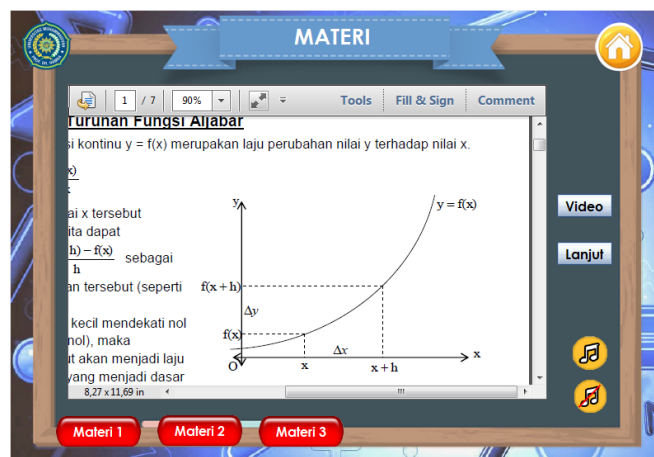 MATERI
1 / 7 90% Tools Fill & Sign Comment
Turunan Fungsi Aljabar
si kontinu y = f(x) merupakan laju perubahan nilai y terhadap nilai x.
x)
ai x tersebut
ita dapat
h) – f(x)
h
sebagai
an tersebut (seperti
kecil mendekati nol
nol), maka
ut akan menjadi laju
yang menjadi dasar
y
y = f(x)
f(x + h)
Δy
f(x)
Δx
x
O
x
x + h
8,27 x 11,69 in
Video
Lanjut
Materi 1
Materi 2
Materi 3